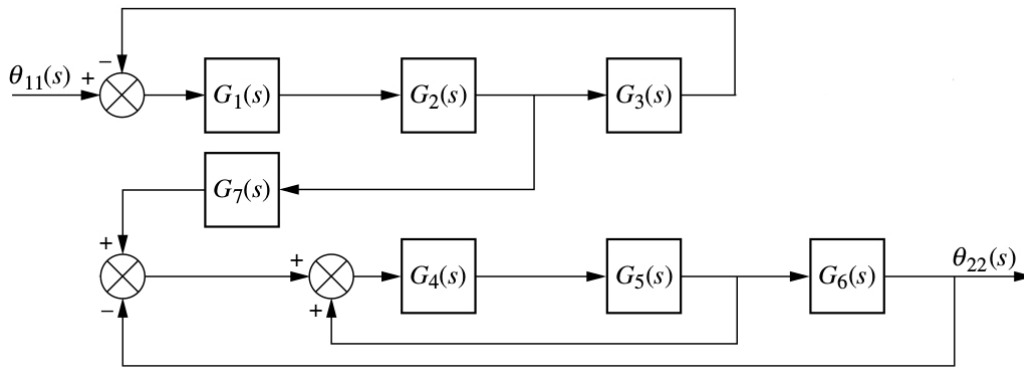 −
θ11(s) + G1(s) G2(s) G3(s)
G7(s)
+
+ θ22(s)
G4(s) G5(s) G6(s)
− +